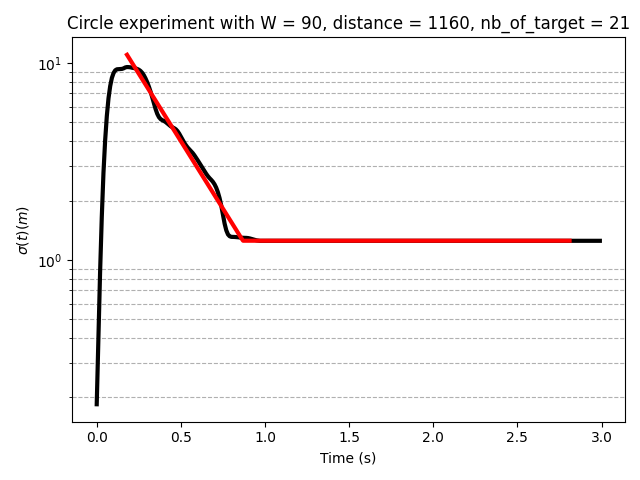 Circle experiment with W = 90, distance = 1160, nb_of_target = 21
10¹
10⁰
σ(t)(m)
0.0 0.5 1.0 1.5 2.0 2.5 3.0
Time (s)